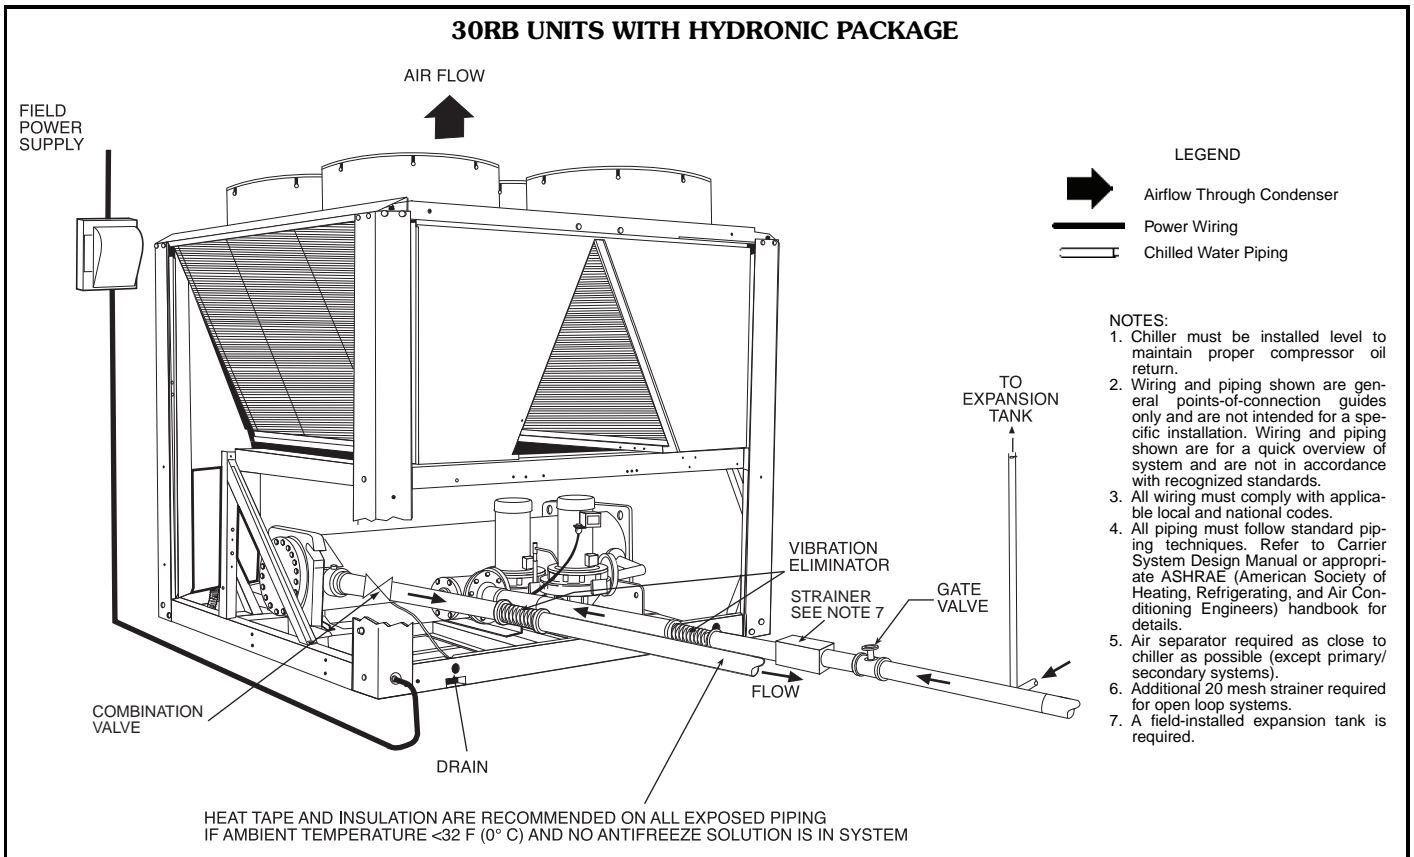 30RB UNITS WITH HYDRONIC PACKAGE
AIR FLOW
FIELD
POWER
SUPPLY
LEGEND
Airflow Through Condenser
Power Wiring
Chilled Water Piping
NOTES:
1. Chiller must be installed level to
maintain proper compressor oil
return.
2. Wiring and piping shown are gen-
eral points-of-connection guides
only and are not intended for a spe-
cific installation. Wiring and piping
shown are for a quick overview of
system and are not in accordance
with recognized standards.
3. All wiring must comply with applica-
ble local and national codes.
4. All piping must follow standard pip-
ing techniques. Refer to Carrier
System Design Manual or appropri-
ate ASHRAE (American Society of
Heating, Refrigerating, and Air Con-
ditioning Engineers) handbook for
details.
5. Air separator required as close to
chiller as possible (except primary/
secondary systems).
6. Additional 20 mesh strainer required
for open loop systems.
7. A field-installed expansion tank is
required.
TO
EXPANSION
TANK
VIBRATION
ELIMINATOR
STRAINER
SEE NOTE 7
GATE
VALVE
FLOW
COMBINATION
VALVE
DRAIN
HEAT TAPE AND INSULATION ARE RECOMMENDED ON ALL EXPOSED PIPING
IF AMBIENT TEMPERATURE <32 F (0° C) AND NO ANTIFREEZE SOLUTION IS IN SYSTEM